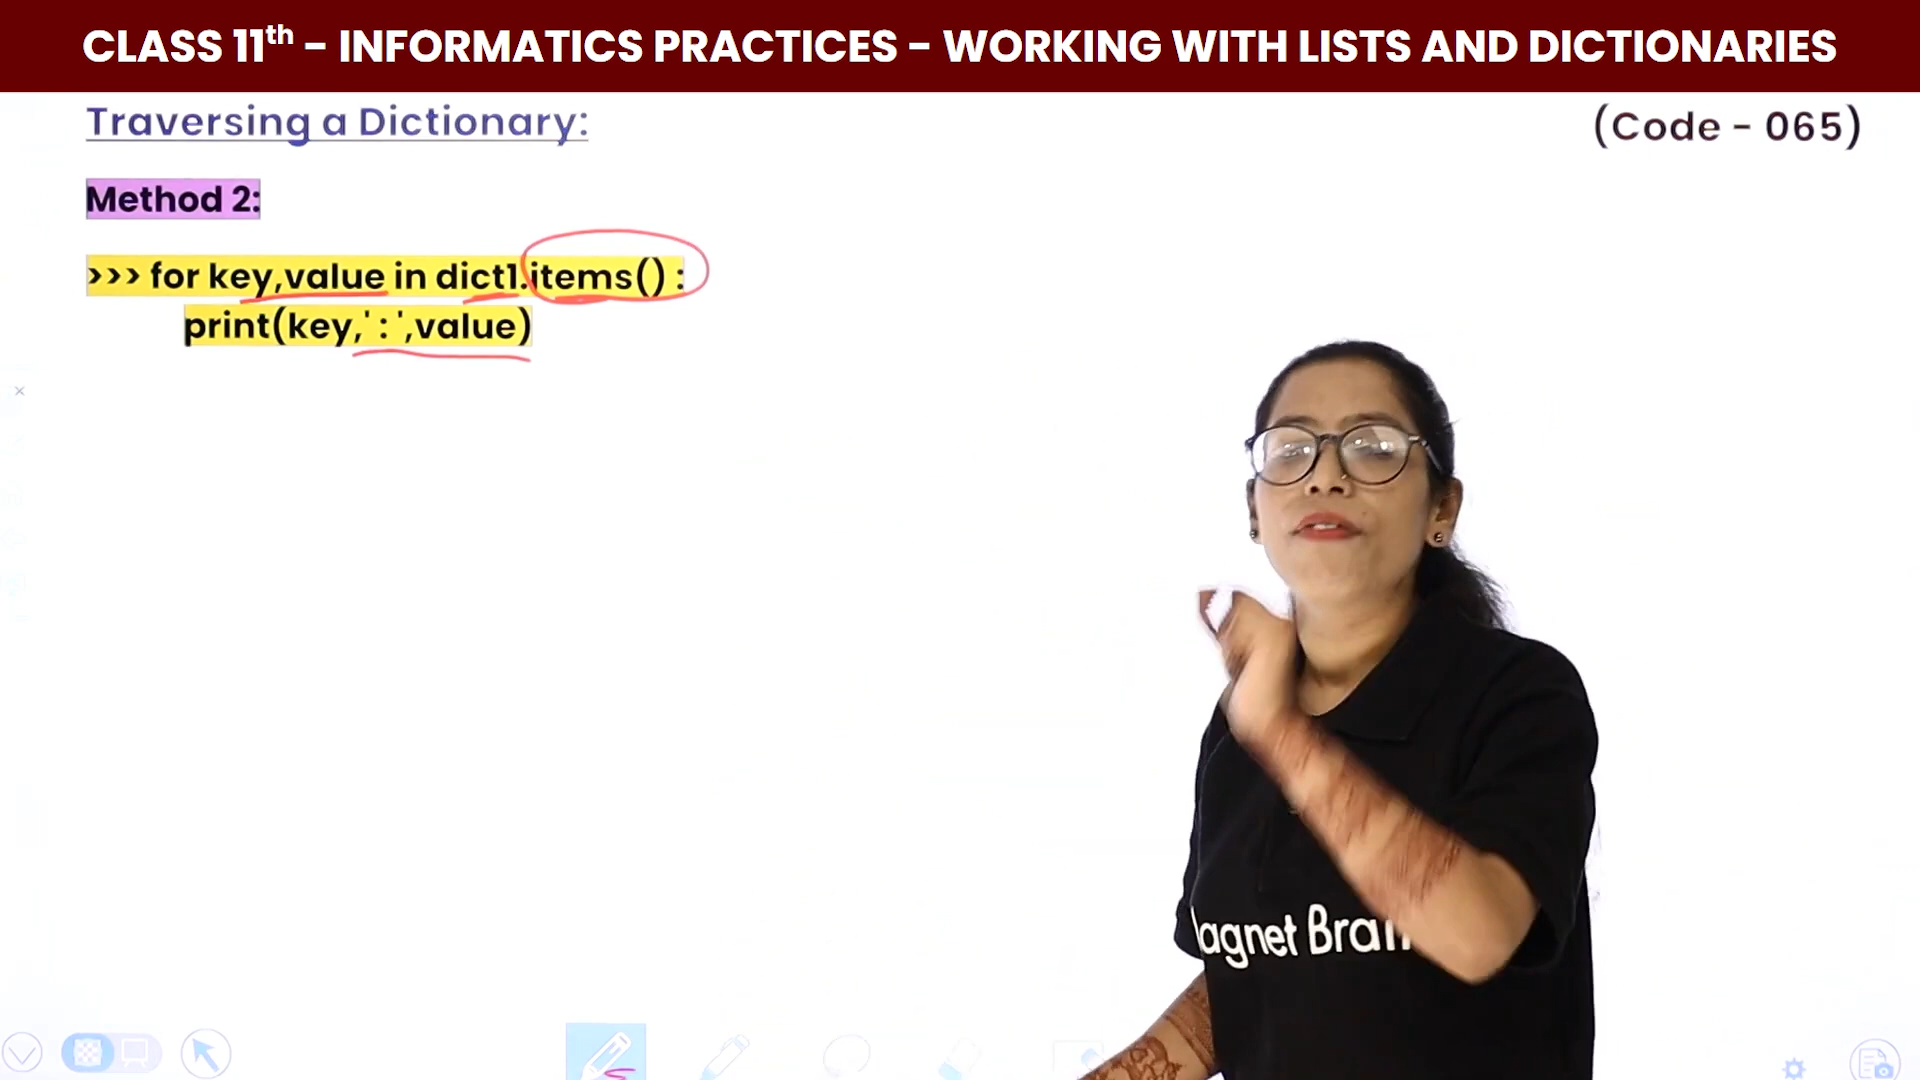 CLASS 11th – INFORMATICS PRACTICES – WORKING WITH LISTS AND DICTIONARIES
Traversing a Dictionary:
(Code - 065)
Method 2:
>>> for key,value in dict1.items() :
print(key,' : ',value)
agnet Brai